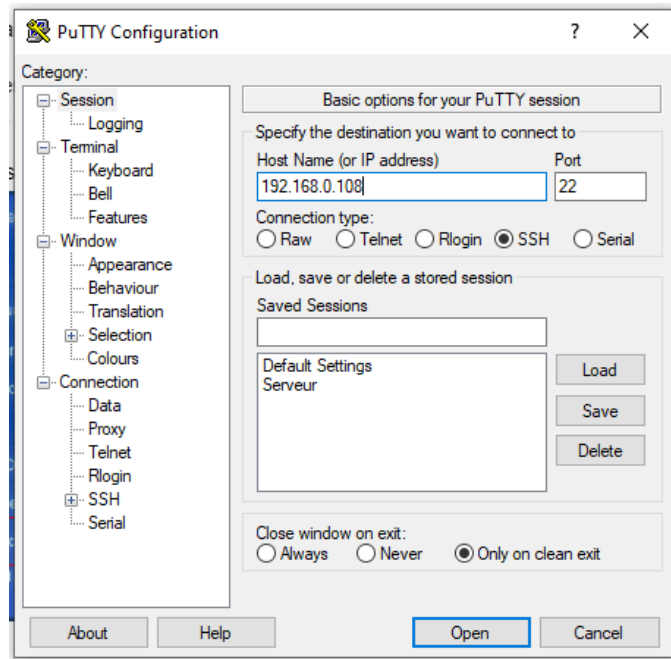 PuTTY Configuration
?
Category:
Session
Logging
Terminal
Keyboard
Bell
Features
Window
Appearance
Behaviour
Translation
Selection
Colours
Connection
Data
Proxy
Telnet
Rlogin
SSH
Serial
Basic options for your PuTTY session
Specify the destination you want to connect to
Host Name (or IP address) Port
192.168.0.108 22
Connection type:
Raw Telnet Rlogin SSH Serial
Load, save or delete a stored session
Saved Sessions
Default Settings
Serveur
Load
Save
Delete
Close window on exit:
Always Never Only on clean exit
About Help Open Cancel